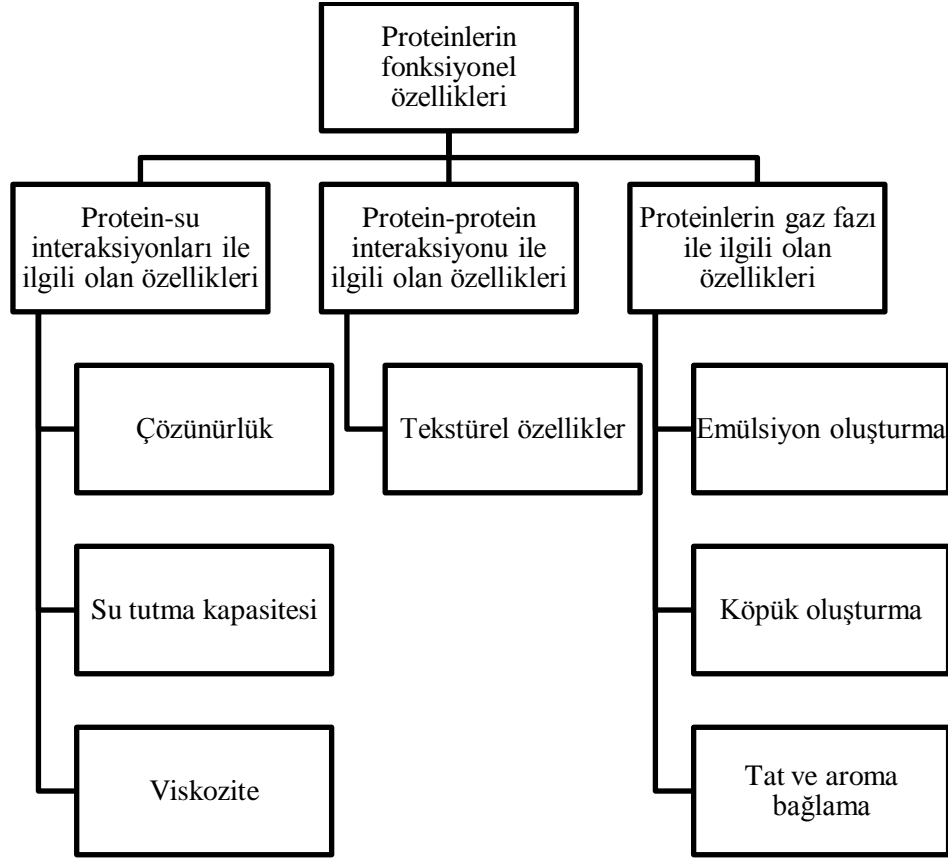 Proteinlerin
fonksiyonel
özellikleri
Protein-su
interaksiyonları ile
ilgili olan özellikleri
Protein-protein
interaksiyonu ile
ilgili olan özellikleri
Proteinlerin gaz fazı
ile ilgili olan
özellikleri
Çözünürlük
Su tutma kapasitesi
Viskozite
Tekstürel özellikler
Emülsiyon oluşturma
Köpük oluşturma
Tat ve aroma
bağlama